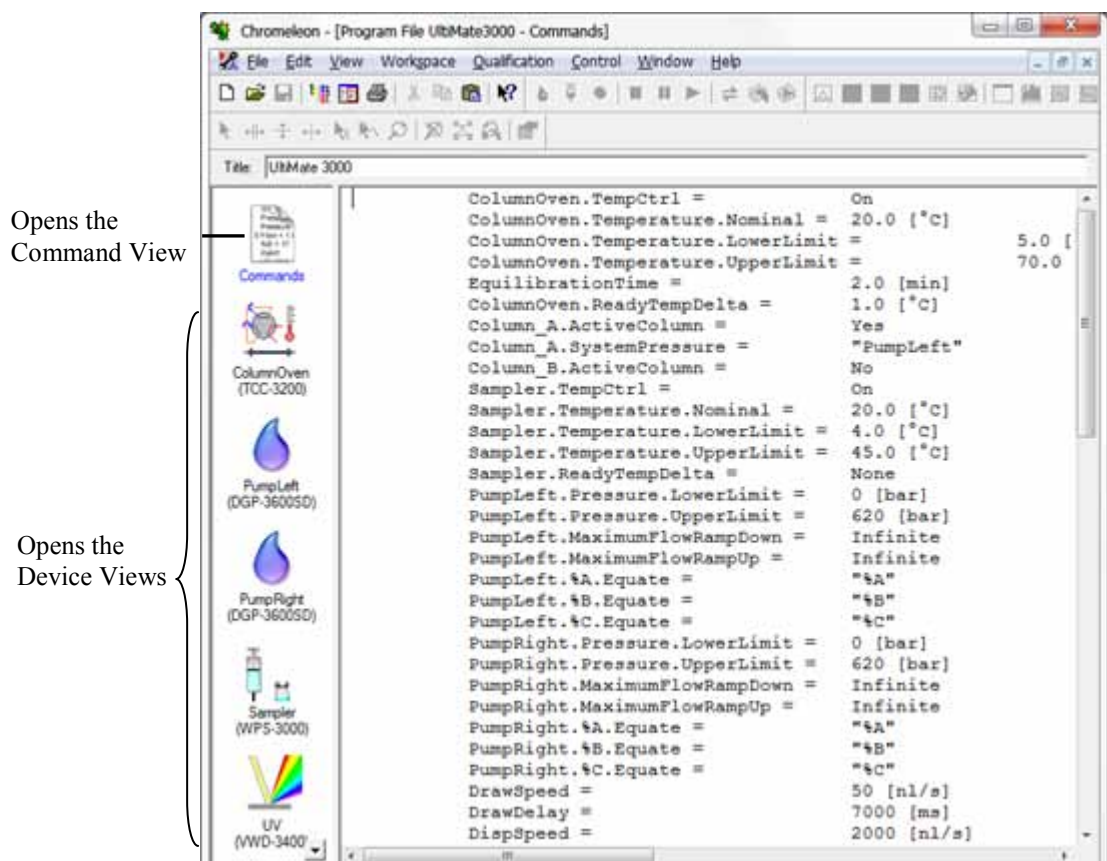 Chromeleon - [Program File UltiMate3000 - Commands]
File Edit View Workspace Qualification Control Window Help
Title: UltiMate 3000
Opens the
Command View
Commands
Opens the
Device Views
ColumnOven
(TCC-3200)
PumpLeft
(DGP-3600SD)
PumpRight
(DGP-3600SD)
Sampler
(WPS-3000)
UV
(VWD-3400
ColumnOven.TempCtrl = On
ColumnOven.Temperature.Nominal = 20.0 [°C]
ColumnOven.Temperature.LowerLimit = 5.0 [
ColumnOven.Temperature.UpperLimit = 70.0
EquilibrationTime = 2.0 [min]
ColumnOven.ReadyTempDelta = 1.0 [°C]
Column_A.ActiveColumn = Yes
Column_A.SystemPressure = "PumpLeft"
Column_B.ActiveColumn = No
Sampler.TempCtrl = On
Sampler.Temperature.Nominal = 20.0 [°C]
Sampler.Temperature.LowerLimit = 4.0 [°C]
Sampler.Temperature.UpperLimit = 45.0 [°C]
Sampler.ReadyTempDelta = None
PumpLeft.Pressure.LowerLimit = 0 [bar]
PumpLeft.Pressure.UpperLimit = 620 [bar]
PumpLeft.MaximumFlowRampDown = Infinite
PumpLeft.MaximumFlowRampUp = Infinite
PumpLeft.%A.Equate = "%A"
PumpLeft.%B.Equate = "%B"
PumpLeft.%C.Equate = "%C"
PumpRight.Pressure.LowerLimit = 0 [bar]
PumpRight.Pressure.UpperLimit = 620 [bar]
PumpRight.MaximumFlowRampDown = Infinite
PumpRight.MaximumFlowRampUp = Infinite
PumpRight.%A.Equate = "%A"
PumpRight.%B.Equate = "%B"
PumpRight.%C.Equate = "%C"
DrawSpeed = 50 [nl/s]
DrawDelay = 7000 [ms]
DispSpeed = 2000 [nl/s]